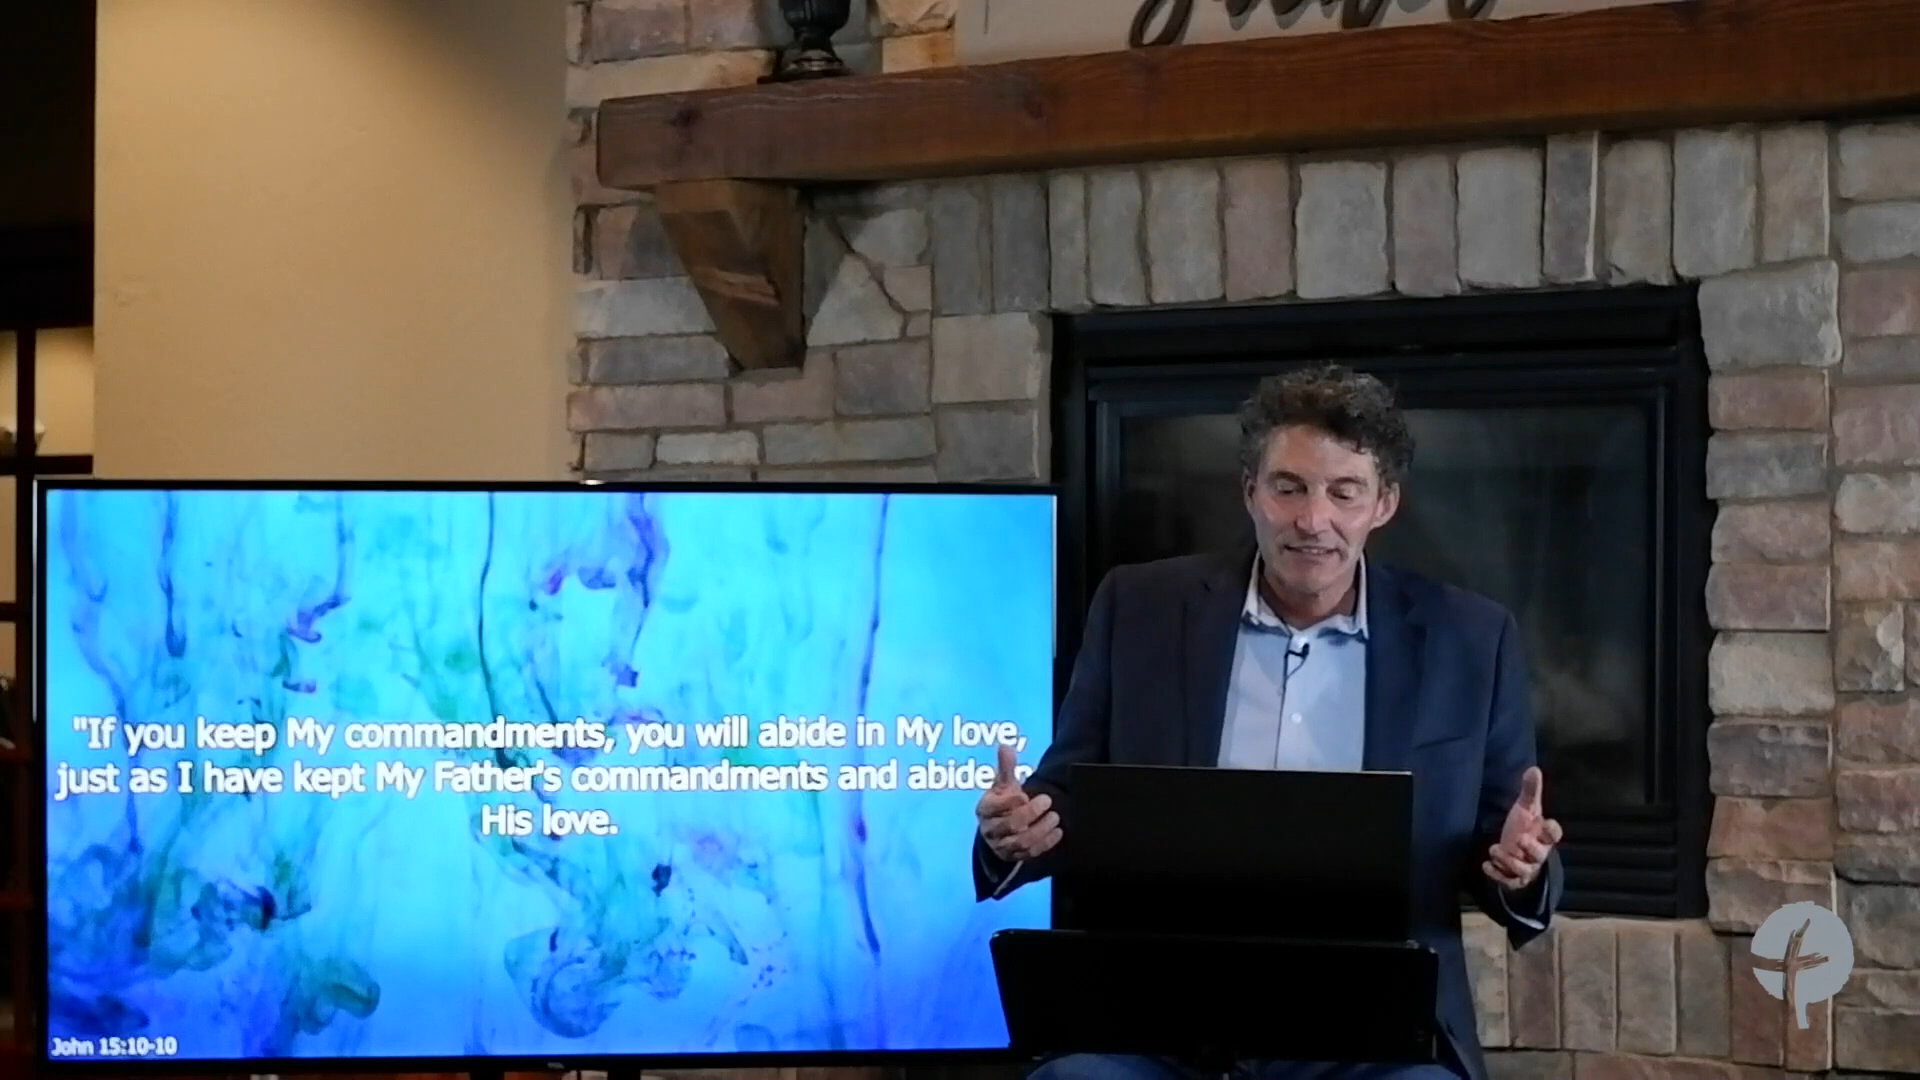 "If you keep My commandments, you will abide in My love,
just as I have kept My Father's commandments and abide
His love.
John 15:10-10